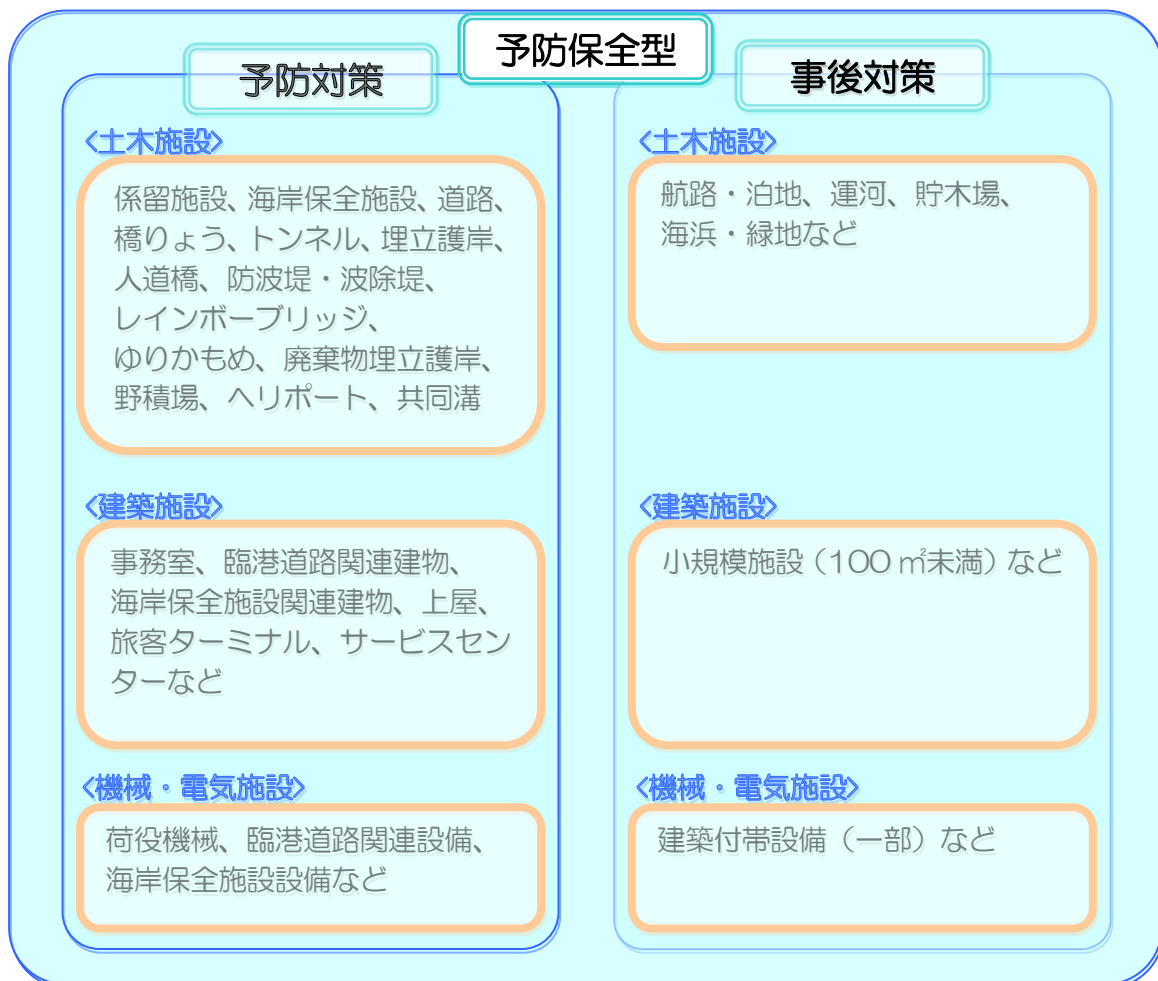 予防保全型
予防対策
<土木施設>
係留施設、海岸保全施設、道路、
橋りょう、トンネル、埋立護岸、
人道橋、防波堤・波除堤、
レインボーブリッジ、
ゆりかもめ、廃棄物埋立護岸、
野積場、ヘリポート、共同溝
<建築施設>
事務室、臨港道路関連建物、
海岸保全施設関連建物、上屋、
旅客ターミナル、サービスセン
ターなど
<機械・電気施設>
荷役機械、臨港道路関連設備、
海岸保全施設設備など
事後対策
<土木施設>
航路・泊地、運河、貯木場、
海浜・緑地など
<建築施設>
小規模施設（100 ㎡未満）など
<機械・電気施設>
建築付帯設備（一部）など